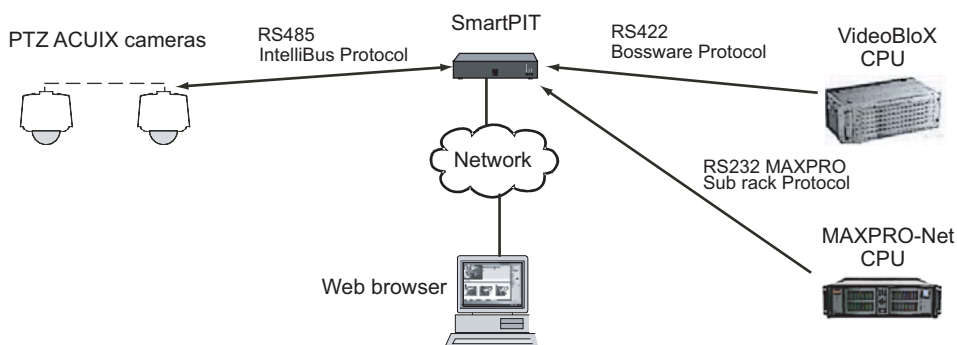 SmartPIT
PTZ ACUIX cameras
RS485
IntelliBus Protocol
RS422
Bossware Protocol
VideoBloX
CPU
Network
RS232 MAXPRO
Sub rack Protocol
MAXPRO-Net
CPU
Web browser